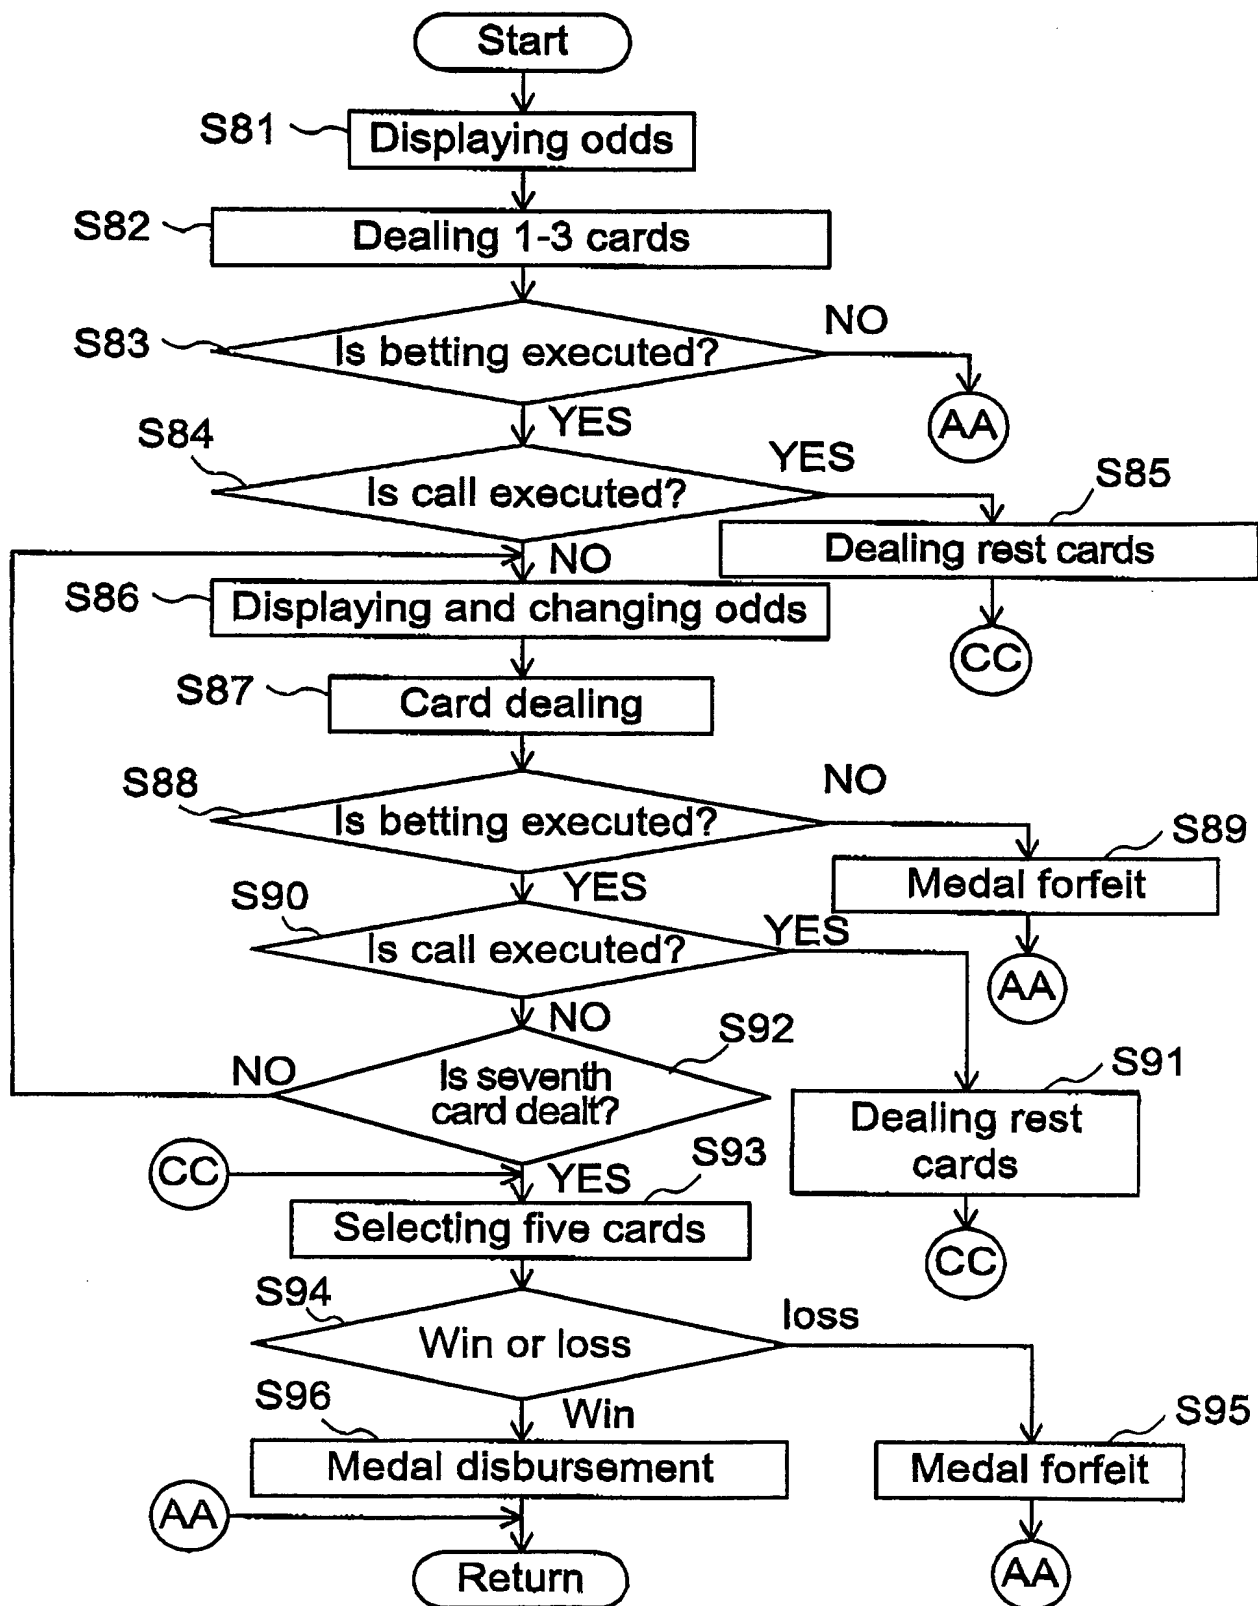 Start
S81
Displaying odds
S82
Dealing 1-3 cards
S83
Is betting executed?
NO
AA
YES
S84
Is call executed?
YES
S85
Dealing rest cards
CC
NO
S86
Displaying and changing odds
S87
Card dealing
S88
Is betting executed?
NO
S89
Medal forfeit
AA
YES
S90
Is call executed?
YES
NO
S92
Is seventh
card dealt?
NO
S91
Dealing rest
cards
CC
CC
YES
S93
Selecting five cards
S94
Win or loss
loss
S96
Win
Medal disbursement
S95
Medal forfeit
AA
AA
Return